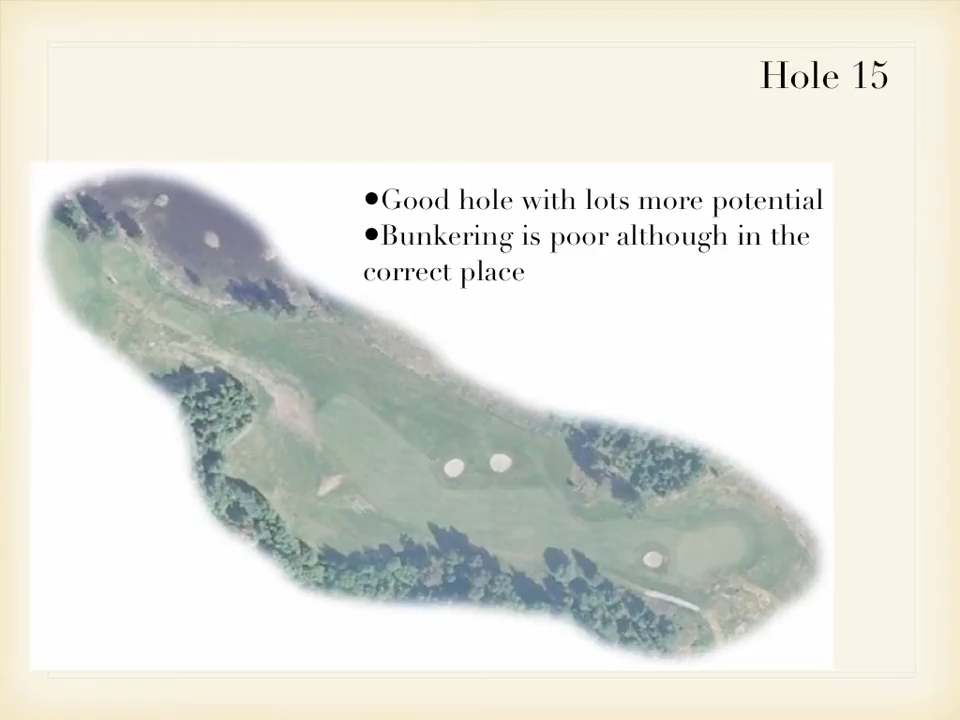 Hole 15
●Good hole with lots more potential
●Bunkering is poor although in the
correct place